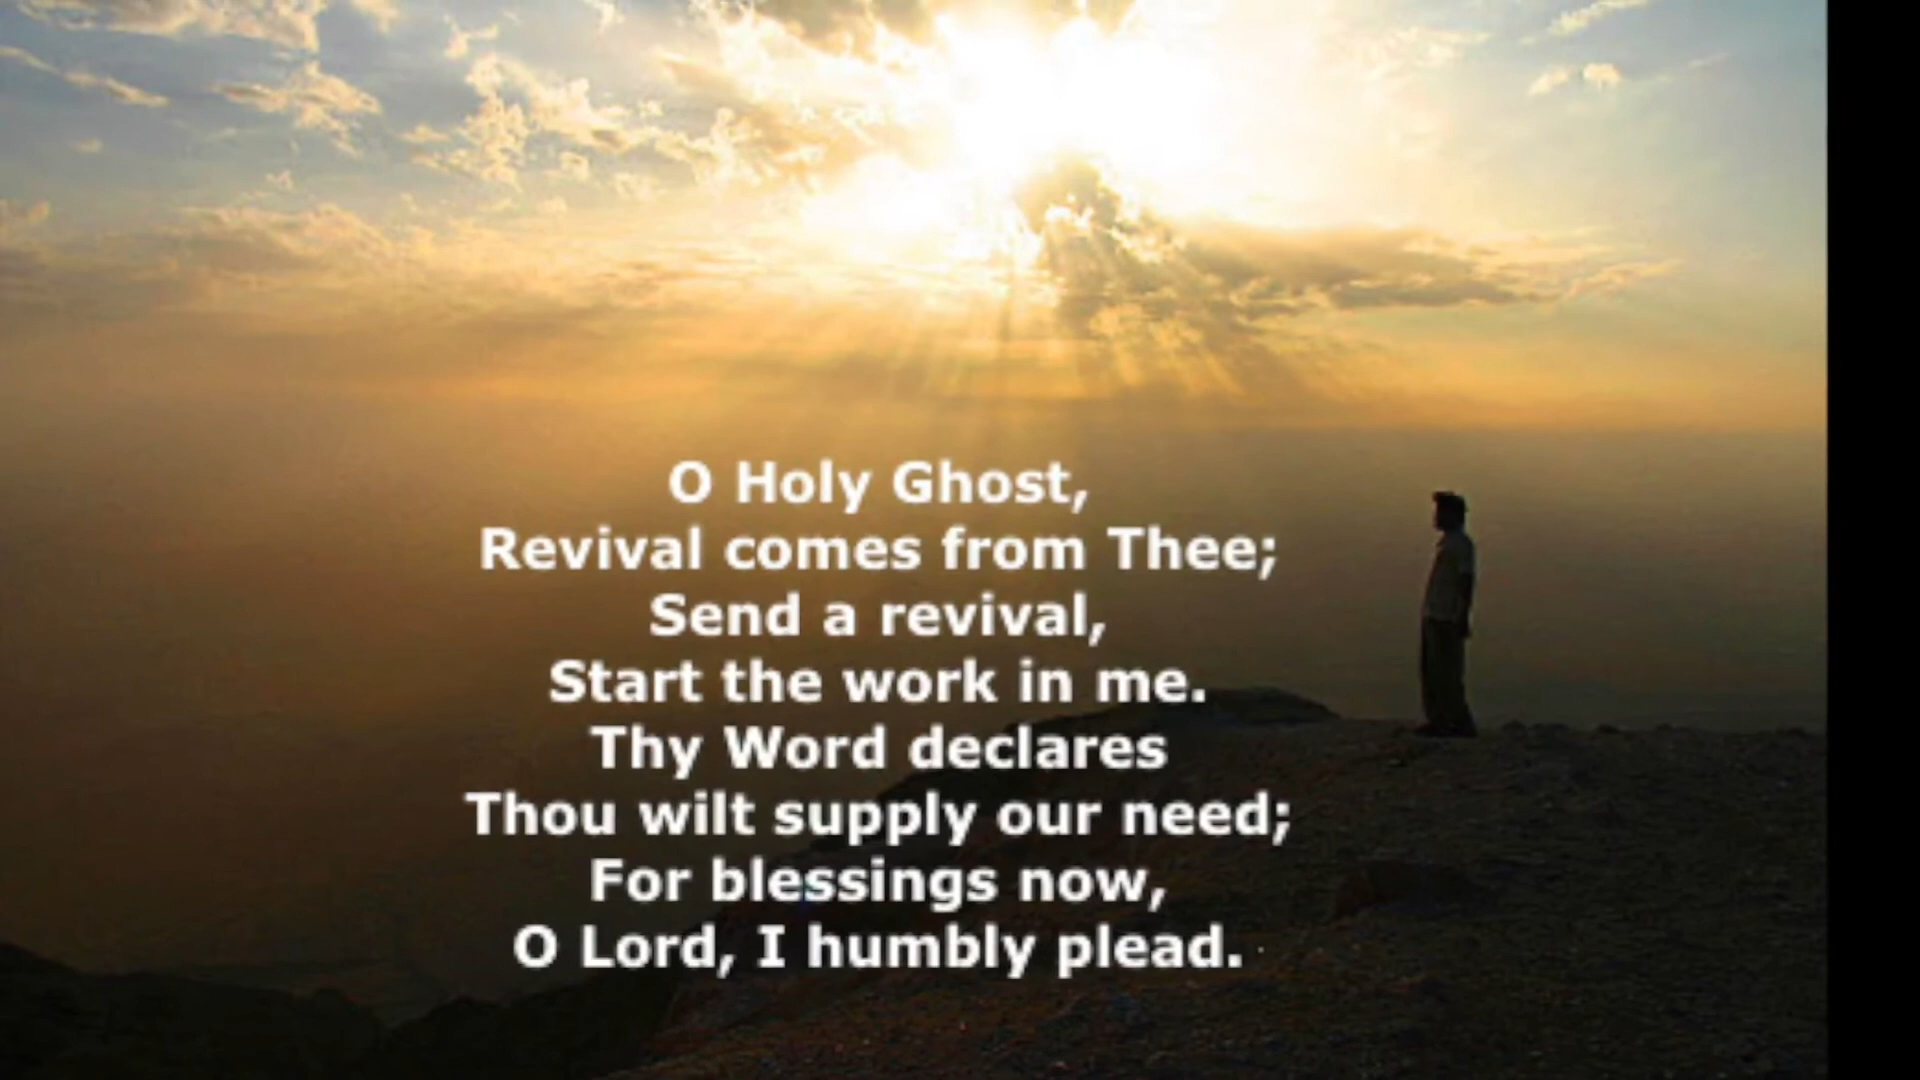 O Holy Ghost,
Revival comes from Thee;
Send a revival,
Start the work in me.
Thy Word declares
Thou wilt supply our need;
For blessings now,
O Lord, I humbly plead.